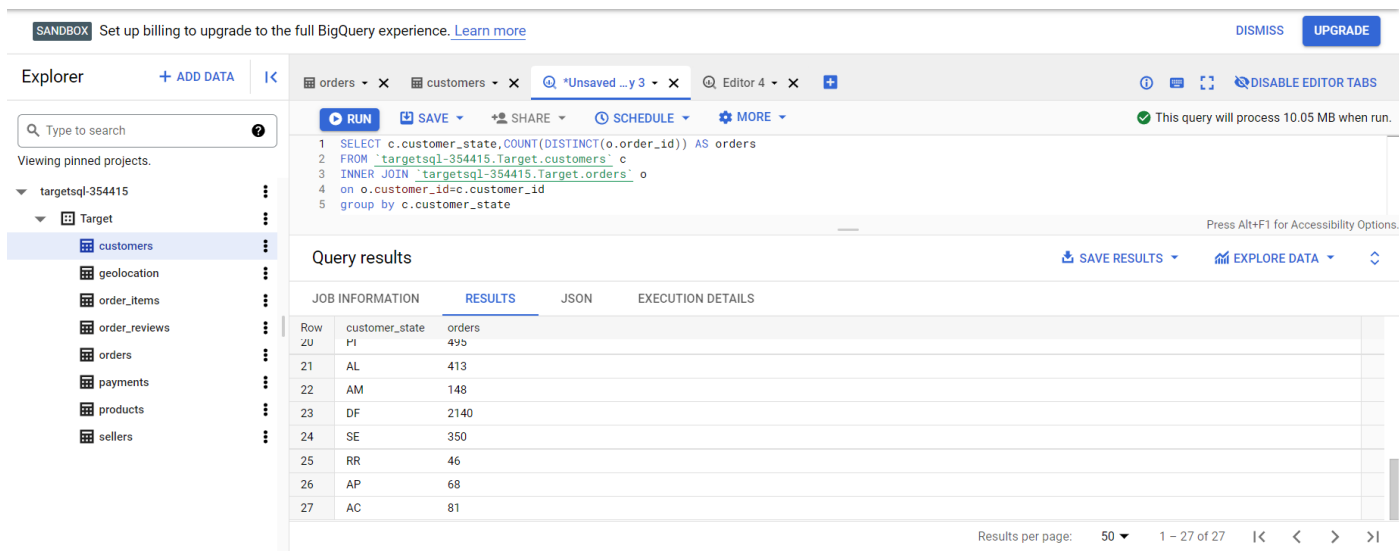 SANDBOX Set up billing to upgrade to the full BigQuery experience. Learn more DISMISS UPGRADE
Explorer + ADD DATA
orders customers *Unsaved ...y 3 Editor 4 DISABLE EDITOR TABS
Type to search
Viewing pinned projects.
targetsql-354415
Target
customers
geolocation
order_items
order_reviews
orders
payments
products
sellers
RUN SAVE +SHARE SCHEDULE MORE This query will process 10.05 MB when run.
1 SELECT c.customer_state,COUNT(DISTINCT(o.order_id)) AS orders
2 FROM `targetsql-354415.Target.customers` c
3 INNER JOIN `targetsql-354415.Target.orders` o
4 on o.customer_id=c.customer_id
5 group by c.customer_state
Press Alt+F1 for Accessibility Options.
Query results SAVE RESULTS EXPLORE DATA
JOB INFORMATION RESULTS JSON EXECUTION DETAILS
Row customer_state orders
20 PI 495
21 AL 413
22 AM 148
23 DF 2140
24 SE 350
25 RR 46
26 AP 68
27 AC 81
Results per page: 50 1 – 27 of 27